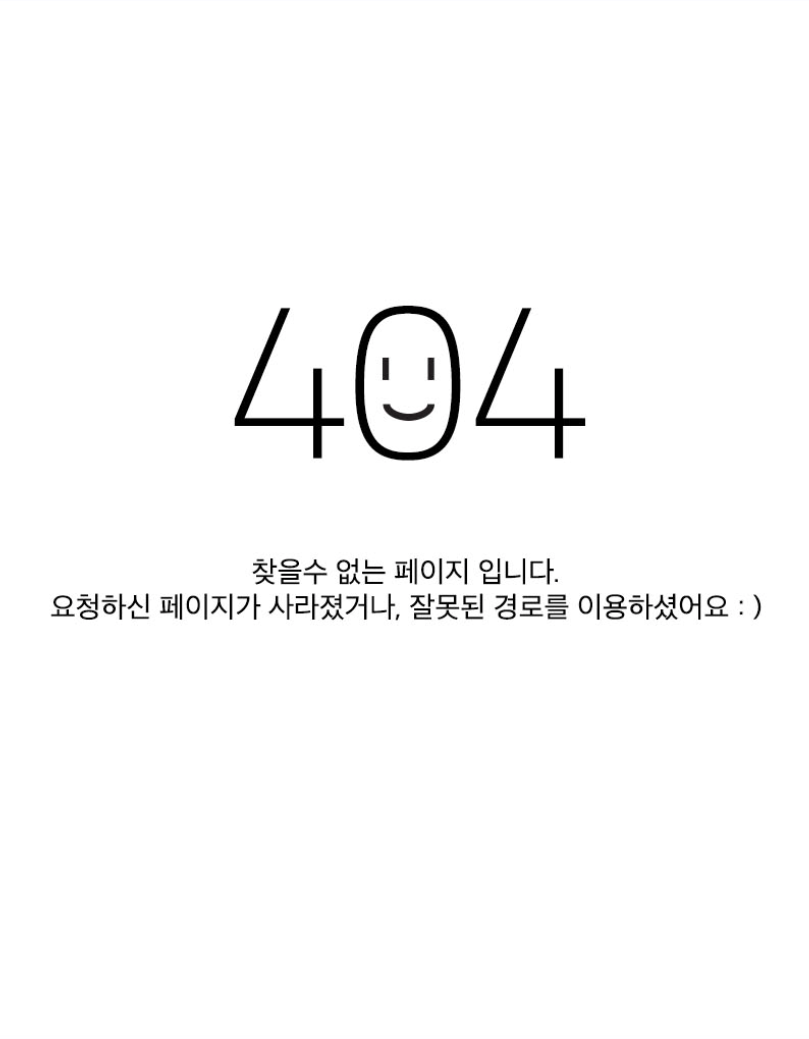 404
찾을수 없는 페이지 입니다.
요청하신 페이지가 사라졌거나, 잘못된 경로를 이용하셨어요 : )